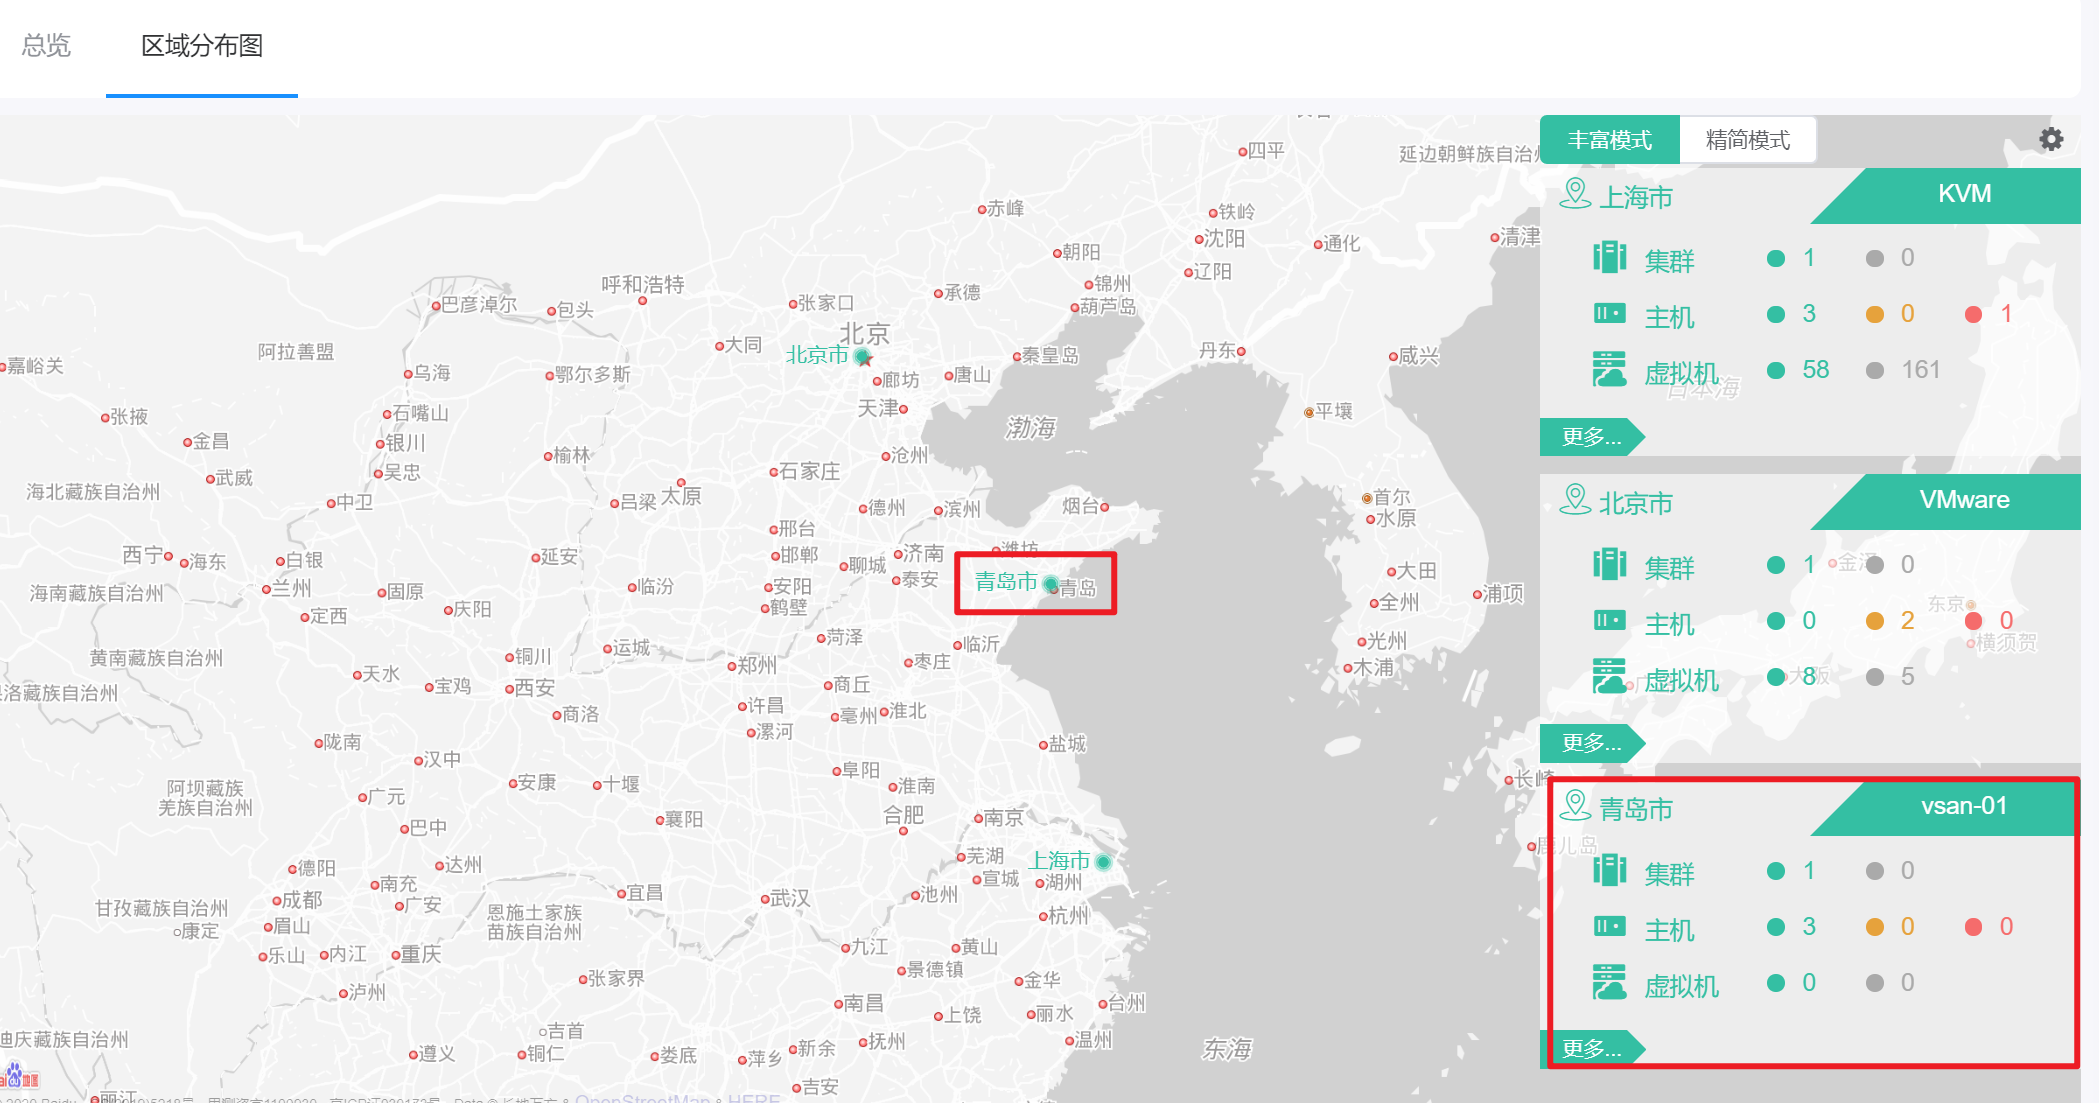 总览
区域分布图
丰富模式
精简模式
四平
延边朝鲜族自治州
赤峰
铁岭
沈阳
通化
清津
朝阳
辽阳
锦州
葫芦岛
呼和浩特
张家口
承德
巴彦淖尔
包头
北京
北京市
大同
秦皇岛
丹东
咸兴
阿拉善盟
嘉峪关
乌海
鄂尔多斯
廊坊
唐山
天津
平壤
张掖
石嘴山
金昌
银川
渤海
沧州
榆林
石家庄
吴忠
武威
海北藏族自治州
中卫
吕梁
太原
德州
滨州
烟台
首尔
水原
邢台
邯郸
聊城
济南
潍坊
泰安
西宁
海东
白银
延安
兰州
固原
临汾
安阳
鹤壁
青岛市
青岛
大田
全州
浦项
海南藏族自治州
定西
庆阳
运城
菏泽
临沂
光州
木浦
黄南藏族自治州
铜川
郑州
枣庄
天水
宝鸡
西安
商丘
果洛藏族自治州
商洛
许昌
亳州
淮北
漯河
陇南
汉中
盐城
阜阳
淮南
安康
十堰
阿坝藏族
羌族自治州
广元
巴中
襄阳
合肥
南京
长崎
鹿儿岛
德阳
达州
芜湖
上海市
宣城
湖州
南充
成都
广安
宜昌
武汉
池州
杭州
甘孜藏族自治州
康定
眉山
恩施土家族
苗族自治州
乐山
内江
重庆
九江
黄山
景德镇
张家界
金华
泸州
南昌
上饶
丽水
台州
迪庆藏族自治州
吉首
铜仁
遵义
娄底
萍乡
新余
抚州
温州
东海
吉安
丽江
OpenStreetMap & HERE
上海市
KVM
集群 1 0
主机 3 0 1
虚拟机 58 161
日本海
更多...
北京市
VMware
集群 1 0
主机 0 2 0
虚拟机 8 5
东京
横须贺
大阪
更多...
青岛市
vsan-01
集群 1 0
主机 3 0 0
虚拟机 0 0
更多...